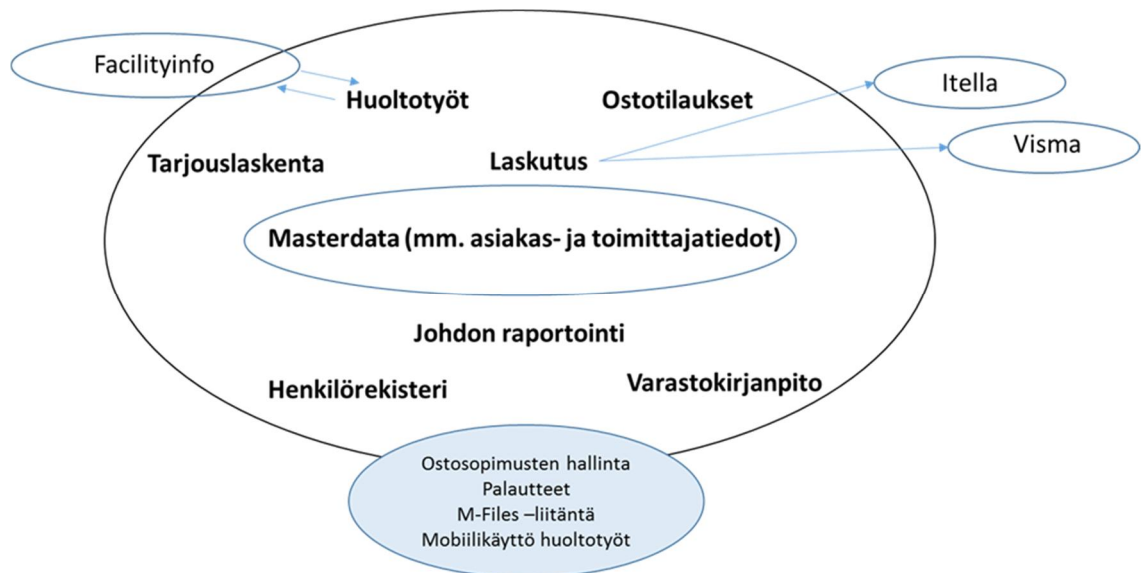 Facilityinfo
Huoltotyöt
Ostotilaukset
Itella
Visma
Tarjouslaskenta
Laskutus
Masterdata (mm. asiakas- ja toimittajatiedot)
Johdon raportointi
Henkilörekisteri
Varastokirjanpito
Ostosopimusten hallinta
Palautteet
M-Files –liitäntä
Mobiilikäyttö huoltotyöt